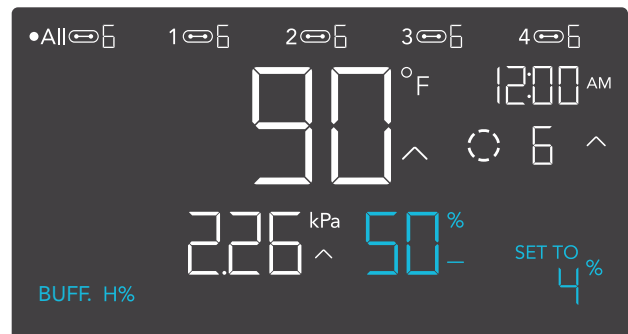 •All 6 1 6 2 6 3 6 4 6
90 °F 12:00 AM
6
2.26 kPa 50 % SET TO
BUFF. H% 4 %